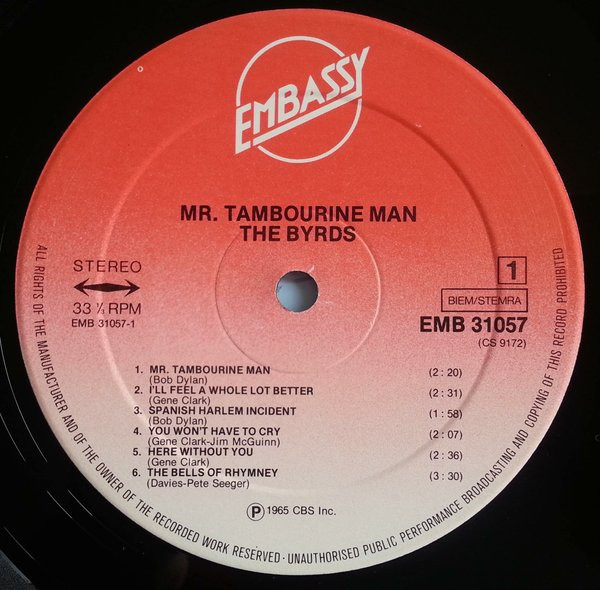 EMBASSY
MR. TAMBOURINE MAN
THE BYRDS
STEREO
33 ⅓ RPM
EMB 31057-1
1
BIEM/STEMRA
EMB 31057
(CS 9172)
1. MR. TAMBOURINE MAN (2 : 20)
(Bob Dylan)
2. I'LL FEEL A WHOLE LOT BETTER (2 : 31)
(Gene Clark)
3. SPANISH HARLEM INCIDENT (1 : 58)
(Bob Dylan)
4. YOU WON'T HAVE TO CRY (2 : 07)
(Gene Clark-Jim McGuinn)
5. HERE WITHOUT YOU (2 : 36)
(Gene Clark)
6. THE BELLS OF RHYMNEY (3 : 30)
(Davies-Pete Seeger)
Ⓟ 1965 CBS Inc.
ALL RIGHTS OF THE MANUFACTURER AND OF THE OWNER OF THE RECORDED WORK RESERVED - UNAUTHORISED PUBLIC PERFORMANCE BROADCASTING AND COPYING OF THIS RECORD PROHIBITED